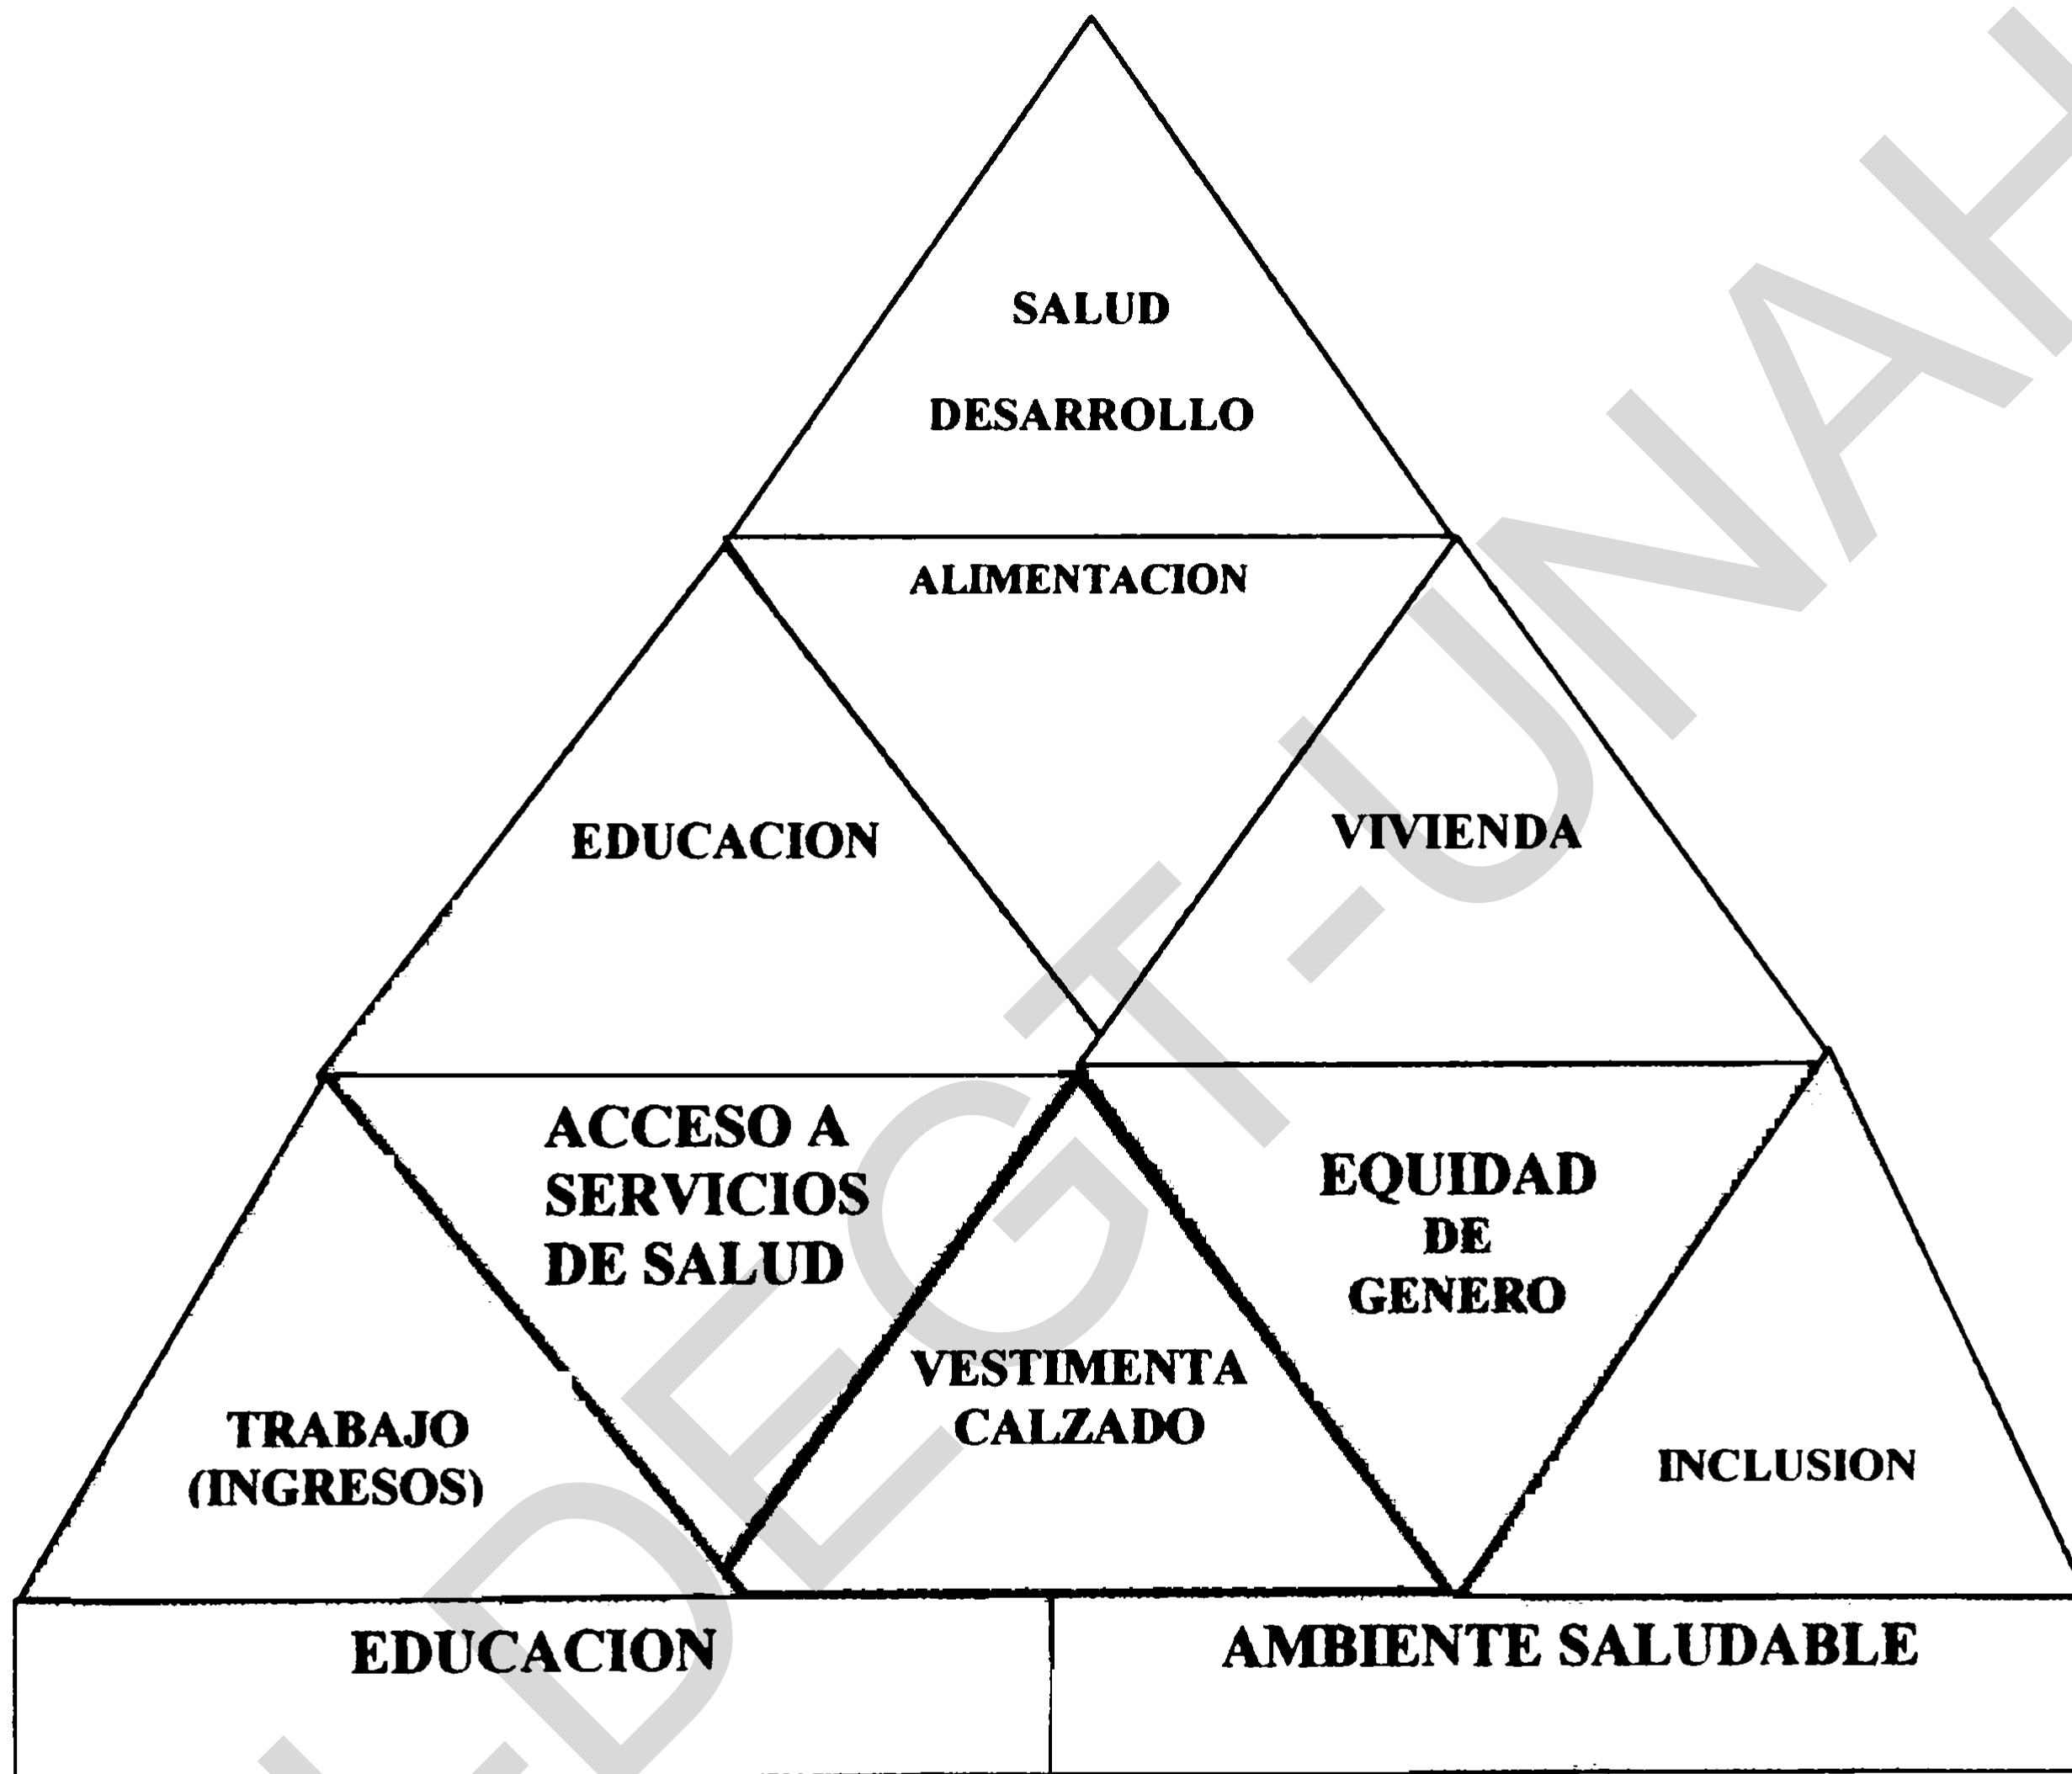 SALUD
DESARROLLO
ALIMENTACION
EDUCACION
VIVIENDA
ACCESO A
SERVICIOS
DE SALUD
EQUIDAD
DE
GENERO
VESTIMENTA
CALZADO
TRABAJO
(INGRESOS)
INCLUSION
EDUCACION
AMBIENTE SALUDABLE
DEGT-UNAH